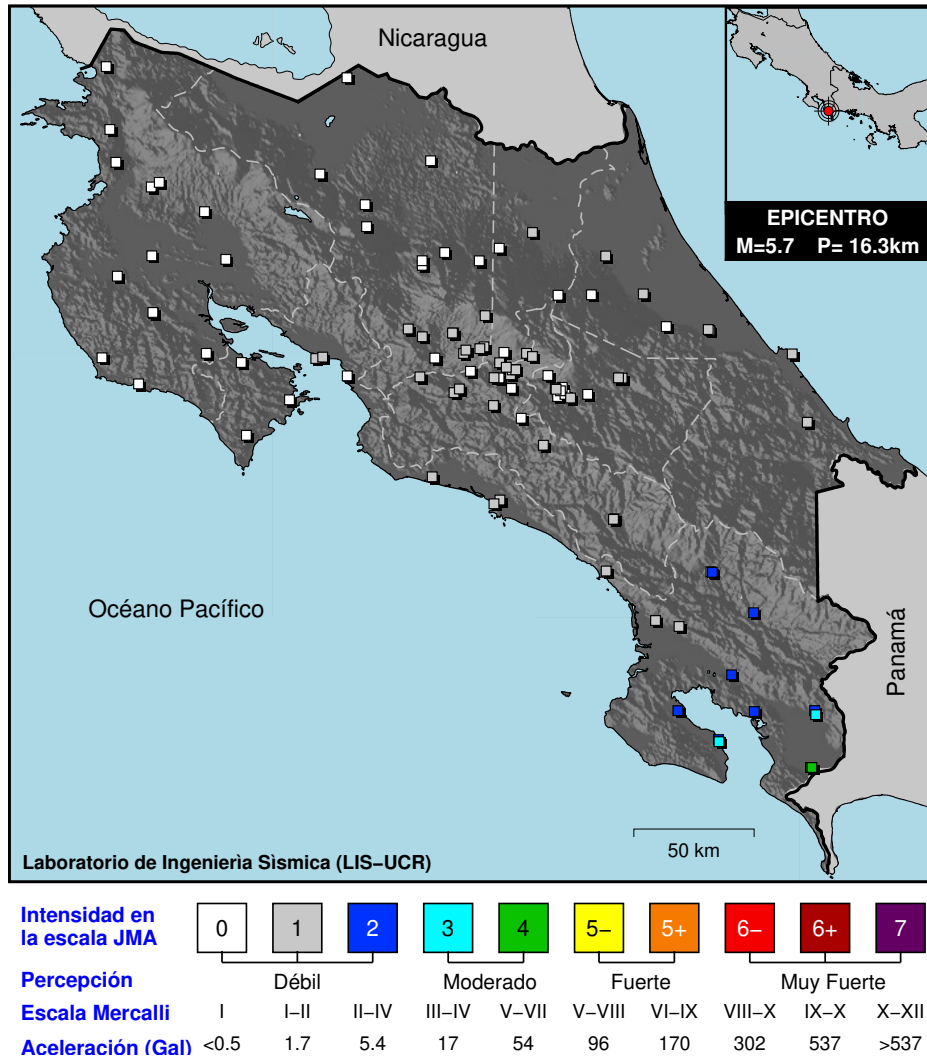 Nicaragua
EPICENTRO
M=5.7 P= 16.3km
Océano Pacífico
Panamá
50 km
Laboratorio de Ingenierìa Sìsmica (LIS−UCR)
Intensidad en
la escala JMA
0 1 2 3 4 5− 5+ 6− 6+ 7
Percepción Débil Moderado Fuerte Muy Fuerte
Escala Mercalli I I−II II−IV III−IV V−VII V−VIII VI−IX VIII−X IX−X X−XII
Aceleración (Gal) <0.5 1.7 5.4 17 54 96 170 302 537 >537